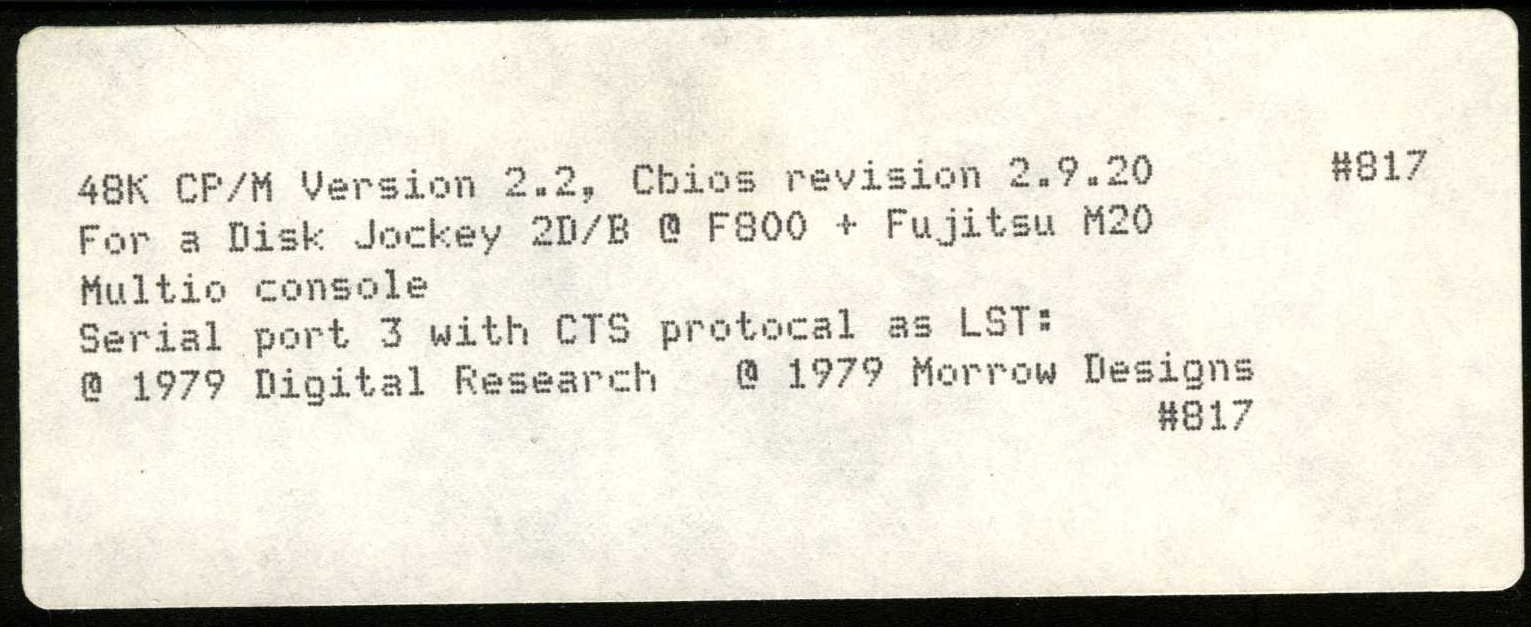 48K CP/M Version 2.2, Cbios revision 2.9.20 #817
For a Disk Jockey 2D/B @ F800 + Fujitsu M20
Multio console
Serial port 3 with CTS protocal as LST:
@ 1979 Digital Research @ 1979 Morrow Designs
#817